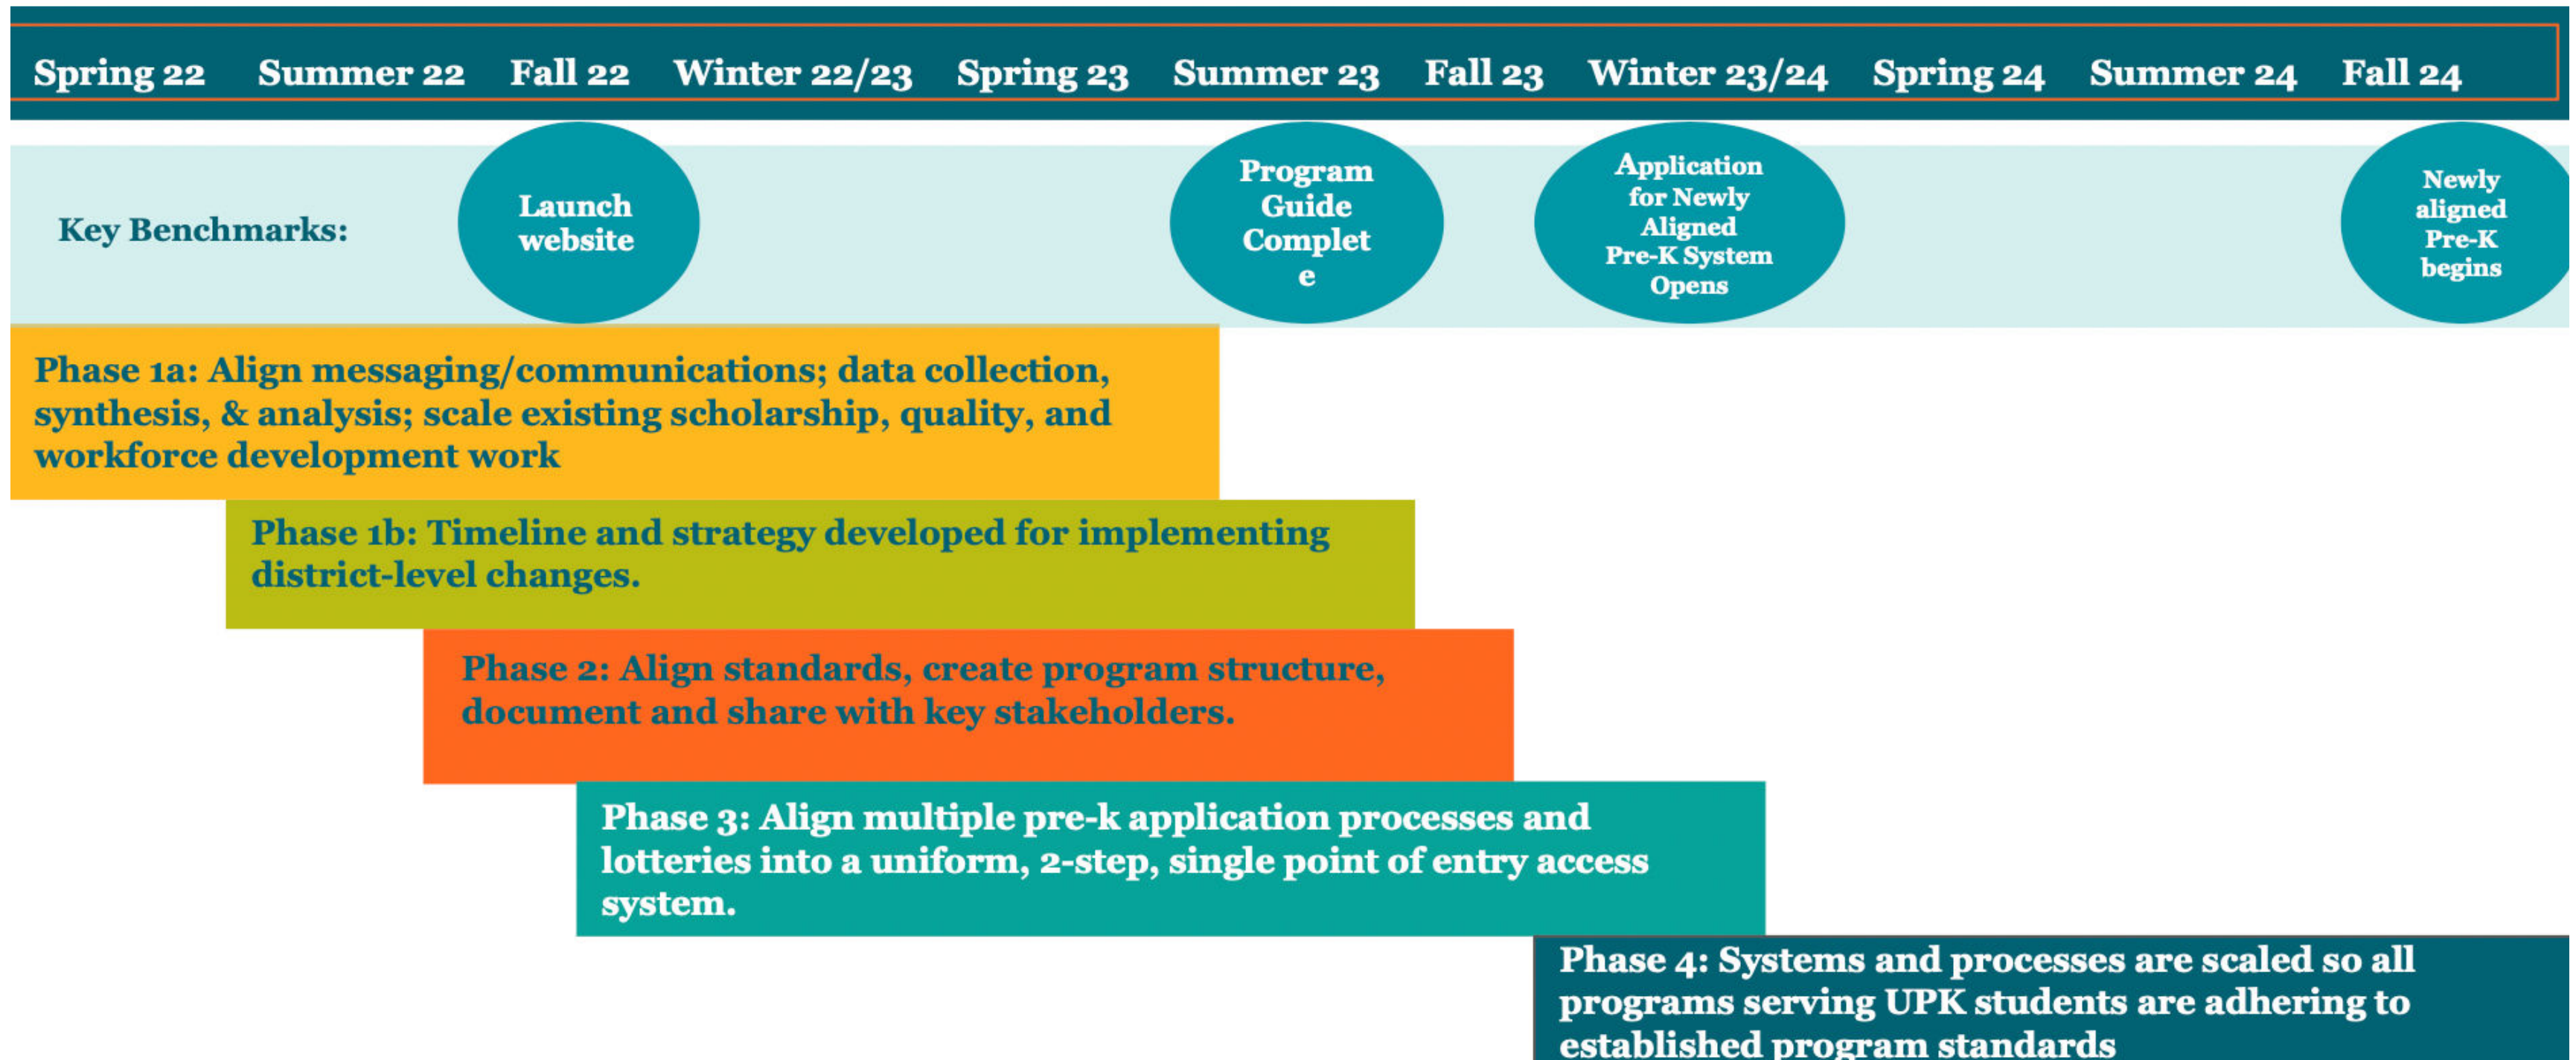 Spring 22 Summer 22 Fall 22 Winter 22/23 Spring 23 Summer 23 Fall 23 Winter 23/24 Spring 24 Summer 24 Fall 24
Key Benchmarks:
Launch
website
Program
Guide
Complet
e
Application
for Newly
Aligned
Pre-K System
Opens
Newly
aligned
Pre-K
begins
Phase 1a: Align messaging/communications; data collection,
synthesis, & analysis; scale existing scholarship, quality, and
workforce development work
Phase 1b: Timeline and strategy developed for implementing
district-level changes.
Phase 2: Align standards, create program structure,
document and share with key stakeholders.
Phase 3: Align multiple pre-k application processes and
lotteries into a uniform, 2-step, single point of entry access
system.
Phase 4: Systems and processes are scaled so all
programs serving UPK students are adhering to
established program standards